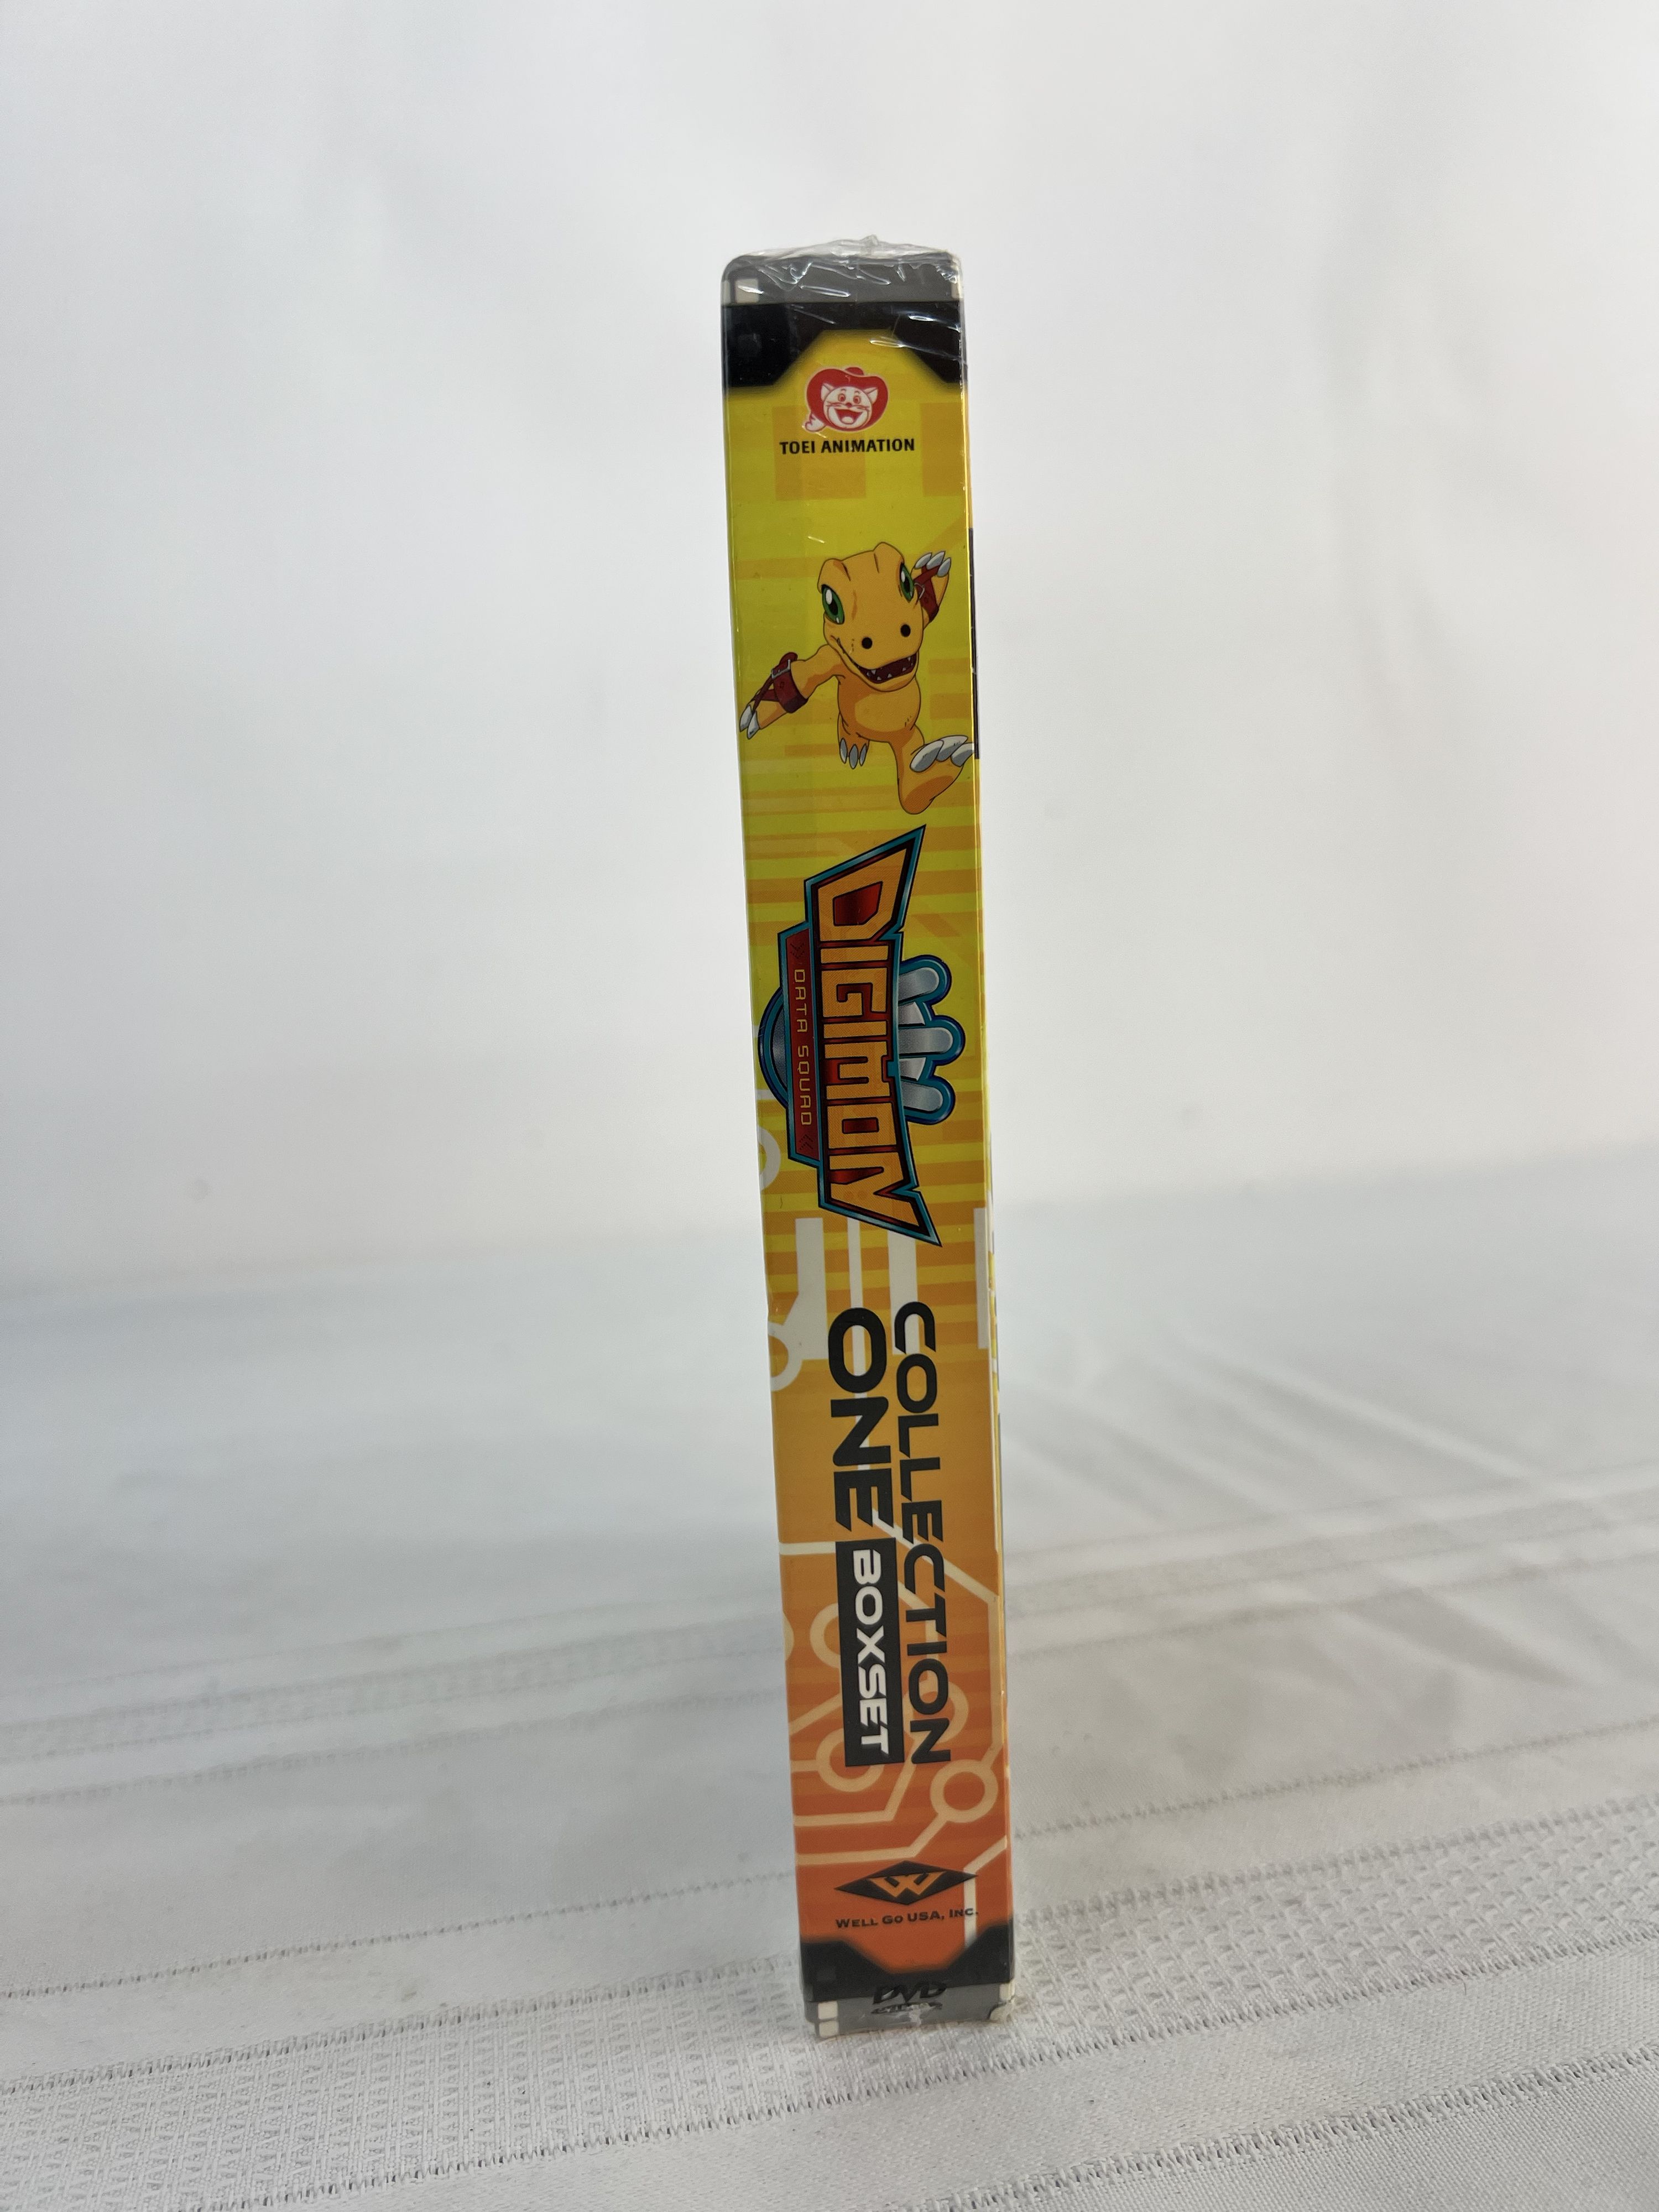 TOEI ANIMATION
DIGIMON
DATA SQUAD
COLLECTION
ONE BOXSET
WELL GO USA, INC.
DVD